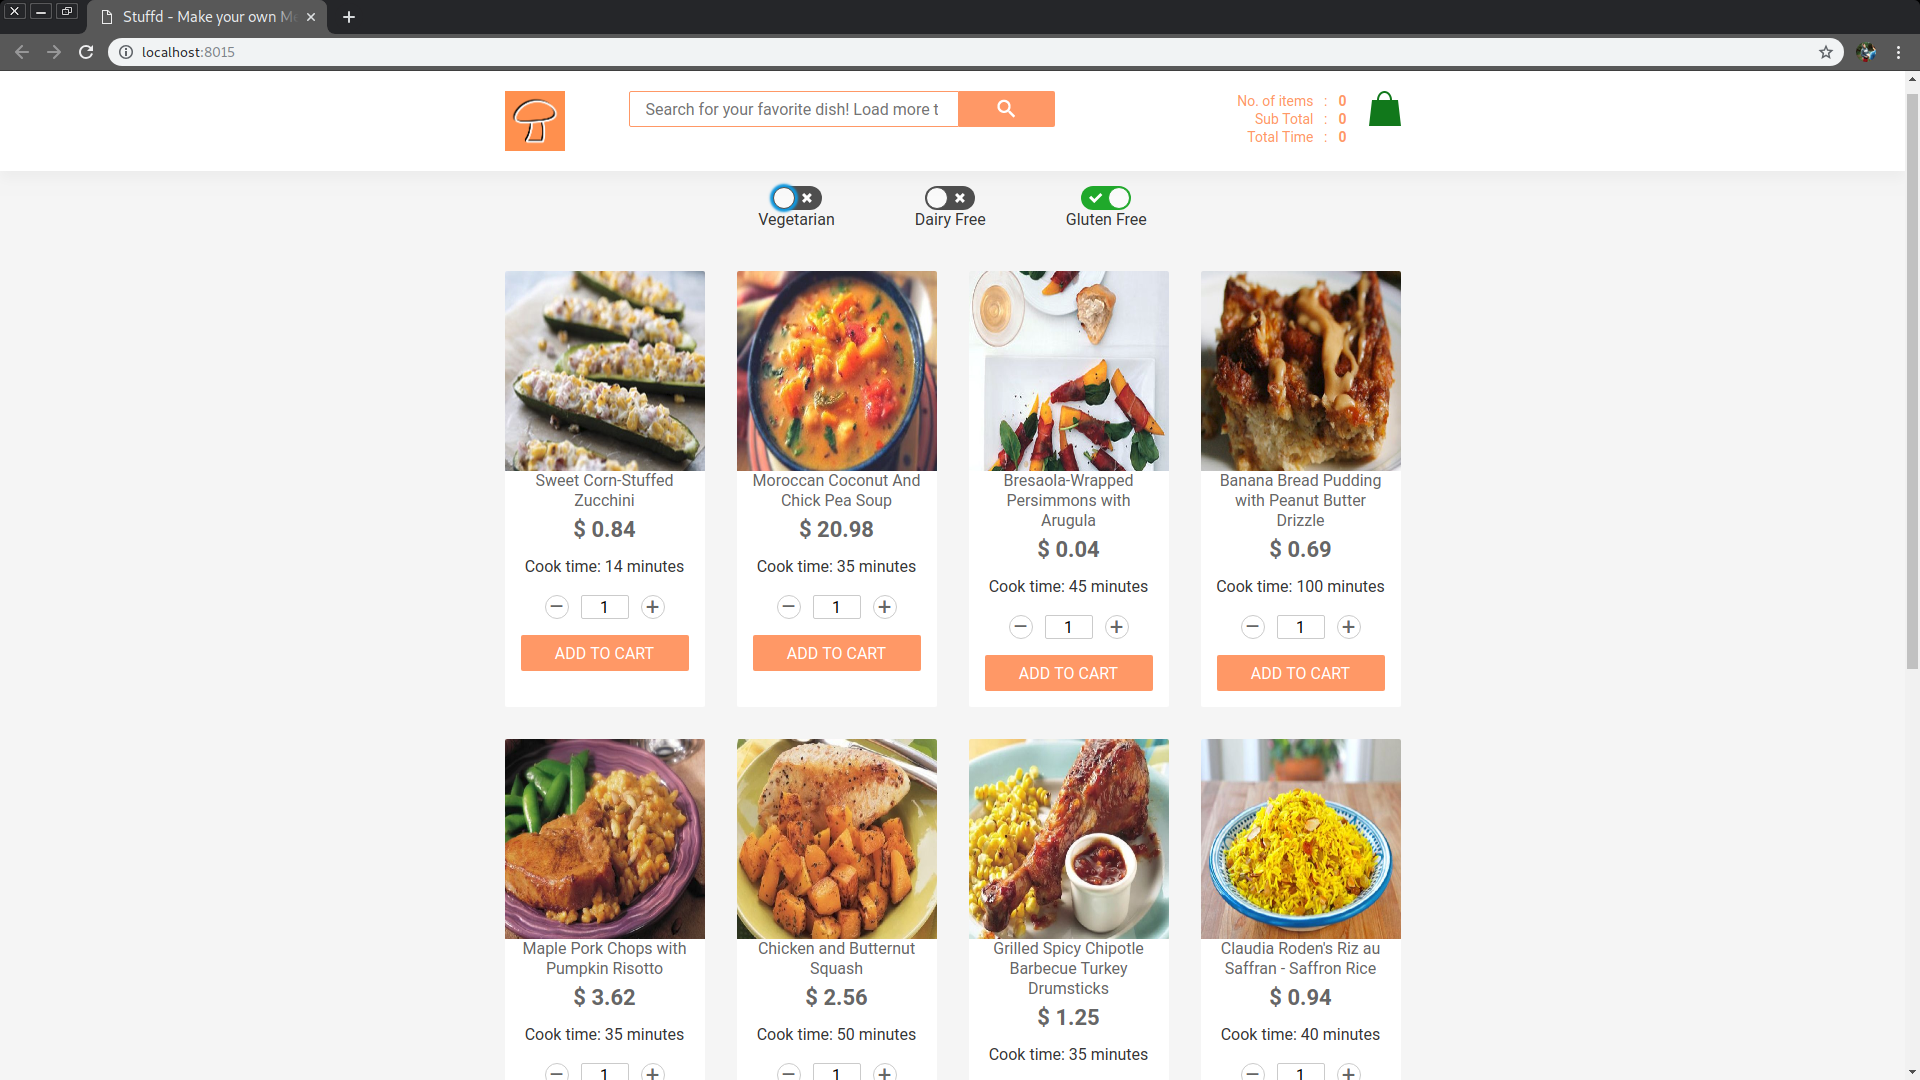 Stuffd - Make your own M
localhost:8015
Search for your favorite dish! Load more t
No. of items : 0
Sub Total : 0
Total Time : 0
Vegetarian
Dairy Free
Gluten Free
Sweet Corn-Stuffed
Zucchini
$ 0.84
Cook time: 14 minutes
1
ADD TO CART
Moroccan Coconut And
Chick Pea Soup
$ 20.98
Cook time: 35 minutes
1
ADD TO CART
Bresaola-Wrapped
Persimmons with
Arugula
$ 0.04
Cook time: 45 minutes
1
ADD TO CART
Banana Bread Pudding
with Peanut Butter
Drizzle
$ 0.69
Cook time: 100 minutes
1
ADD TO CART
Maple Pork Chops with
Pumpkin Risotto
$ 3.62
Cook time: 35 minutes
1
Chicken and Butternut
Squash
$ 2.56
Cook time: 50 minutes
1
Grilled Spicy Chipotle
Barbecue Turkey
Drumsticks
$ 1.25
Cook time: 35 minutes
Claudia Roden's Riz au
Saffran - Saffron Rice
$ 0.94
Cook time: 40 minutes
1